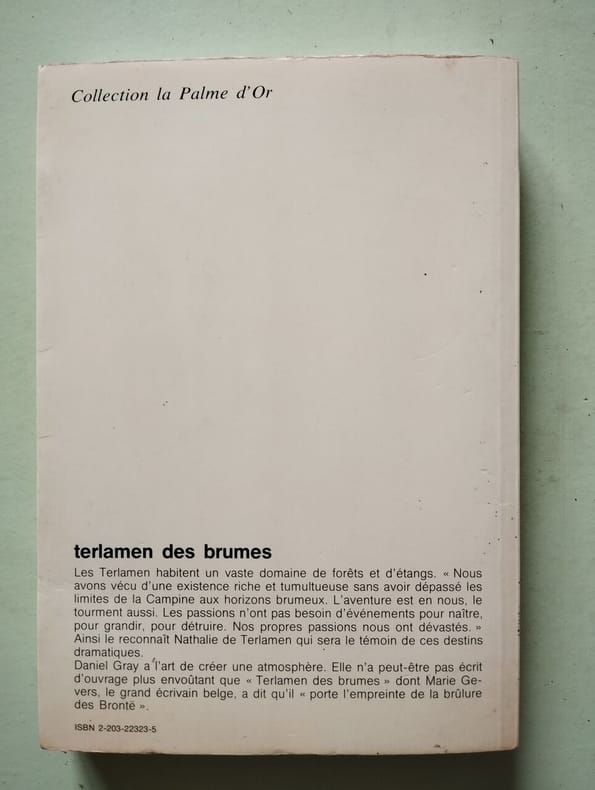 Collection la Palme d'Or
terlamen des brumes
Les Terlamen habitent un vaste domaine de forêts et d'étangs. « Nous
avons vécu d'une existence riche et tumultueuse sans avoir dépassé les
limites de la Campine aux horizons brumeux. L'aventure est en nous, le
tourment aussi. Les passions n'ont pas besoin d'événements pour naître,
pour grandir, pour détruire. Nos propres passions nous ont dévastés. »
Ainsi le reconnaît Nathalie de Terlamen qui sera le témoin de ces destins
dramatiques.
Daniel Gray a l'art de créer une atmosphère. Elle n'a peut-être pas écrit
d'ouvrage plus envoûtant que « Terlamen des brumes » dont Marie Ge-
vers, le grand écrivain belge, a dit qu'il « porte l'empreinte de la brûlure
des Brontë ».
ISBN 2-203-22323-5